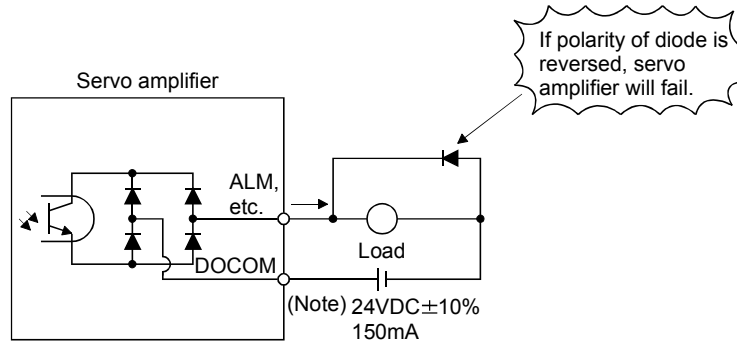 If polarity of diode is
reversed, servo
amplifier will fail.
Servo amplifier
ALM,
etc.
Load
DOCOM
(Note) 24VDC±10%
150mA